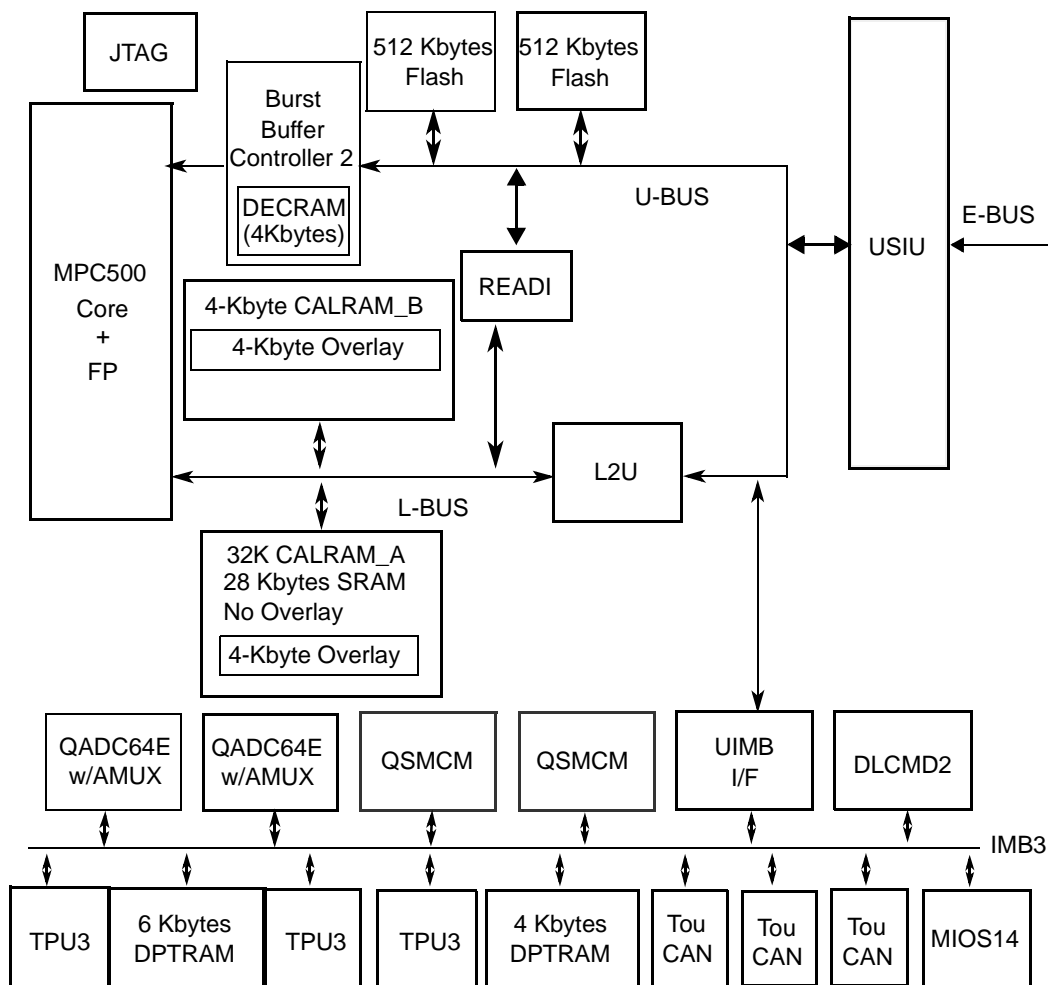 JTAG
512 Kbytes
Flash
512 Kbytes
Flash
Burst
Buffer
Controller 2
DECRAM
(4Kbytes)
U-BUS
E-BUS
USIU
MPC500
Core
+
FP
READI
4-Kbyte CALRAM_B
4-Kbyte Overlay
L2U
L-BUS
32K CALRAM_A
28 Kbytes SRAM
No Overlay
4-Kbyte Overlay
QADC64E
w/AMUX
QADC64E
w/AMUX
QSMCM
QSMCM
UIMB
I/F
DLCMD2
IMB3
TPU3
6 Kbytes
DPTRAM
TPU3
TPU3
4 Kbytes
DPTRAM
Tou
CAN
Tou
CAN
Tou
CAN
MIOS14